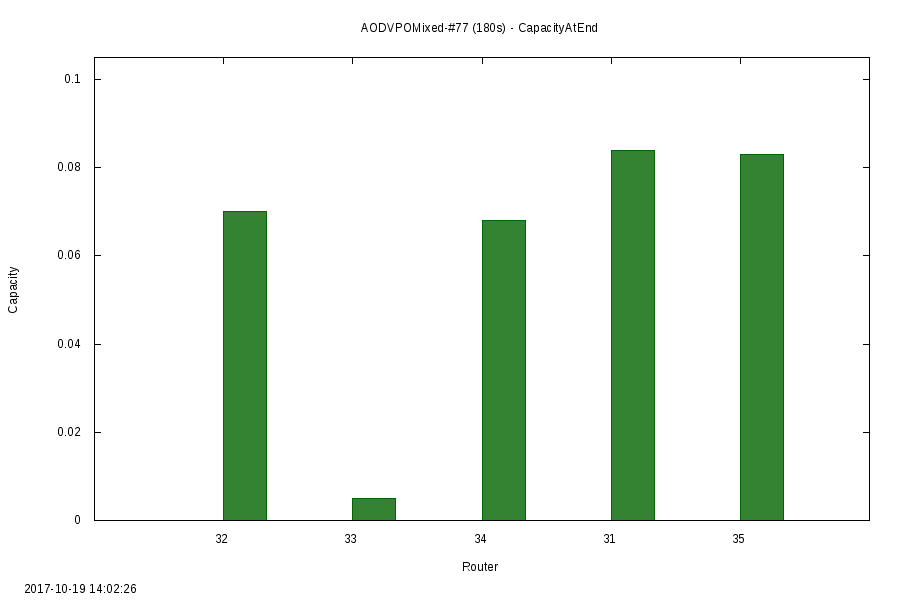 AODVPOMixed-#77 (180s) - CapacityAtEnd
0.1
0.08
0.06
0.04
0.02
0
Capacity
32 33 34 31 35
Router
2017-10-19 14:02:26